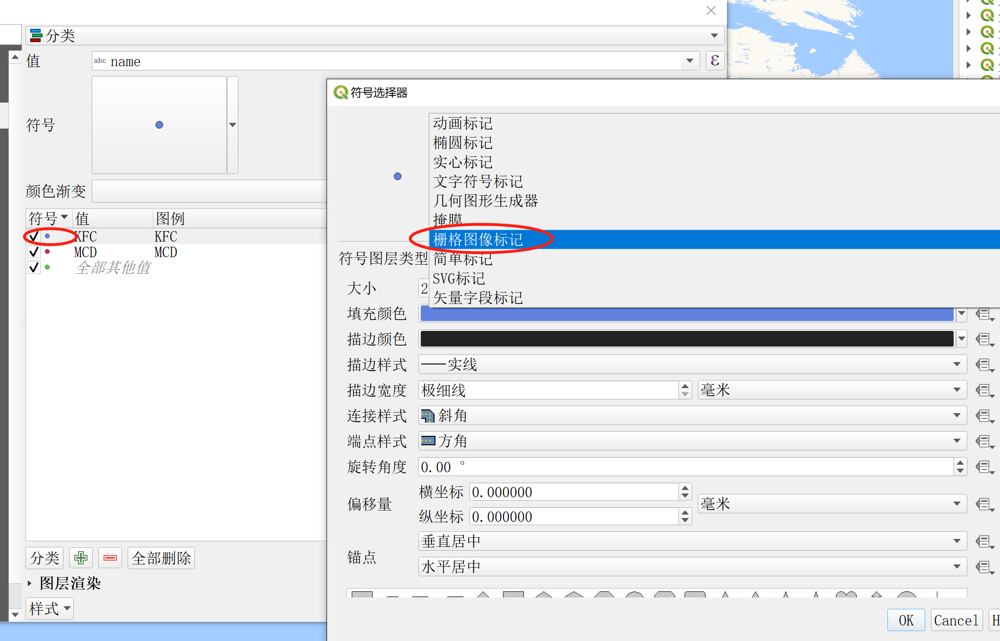 分类
值
abc name
ε
符号
颜色渐变
符号 值 图例
KFC KFC
MCD MCD
全部其他值
分类
全部删除
图层渲染
样式
符号选择器
动画标记
椭圆标记
实心标记
文字符号标记
几何图形生成器
掩膜
栅格图像标记
简单标记
SVG标记
矢量字段标记
符号图层类型
大小 2
填充颜色
描边颜色
描边样式 实线
描边宽度 极细线 毫米
连接样式 斜角
端点样式 方角
旋转角度 0.00 °
偏移量 横坐标 0.000000 毫米
纵坐标 0.000000
锚点 垂直居中
水平居中
OK Cancel H